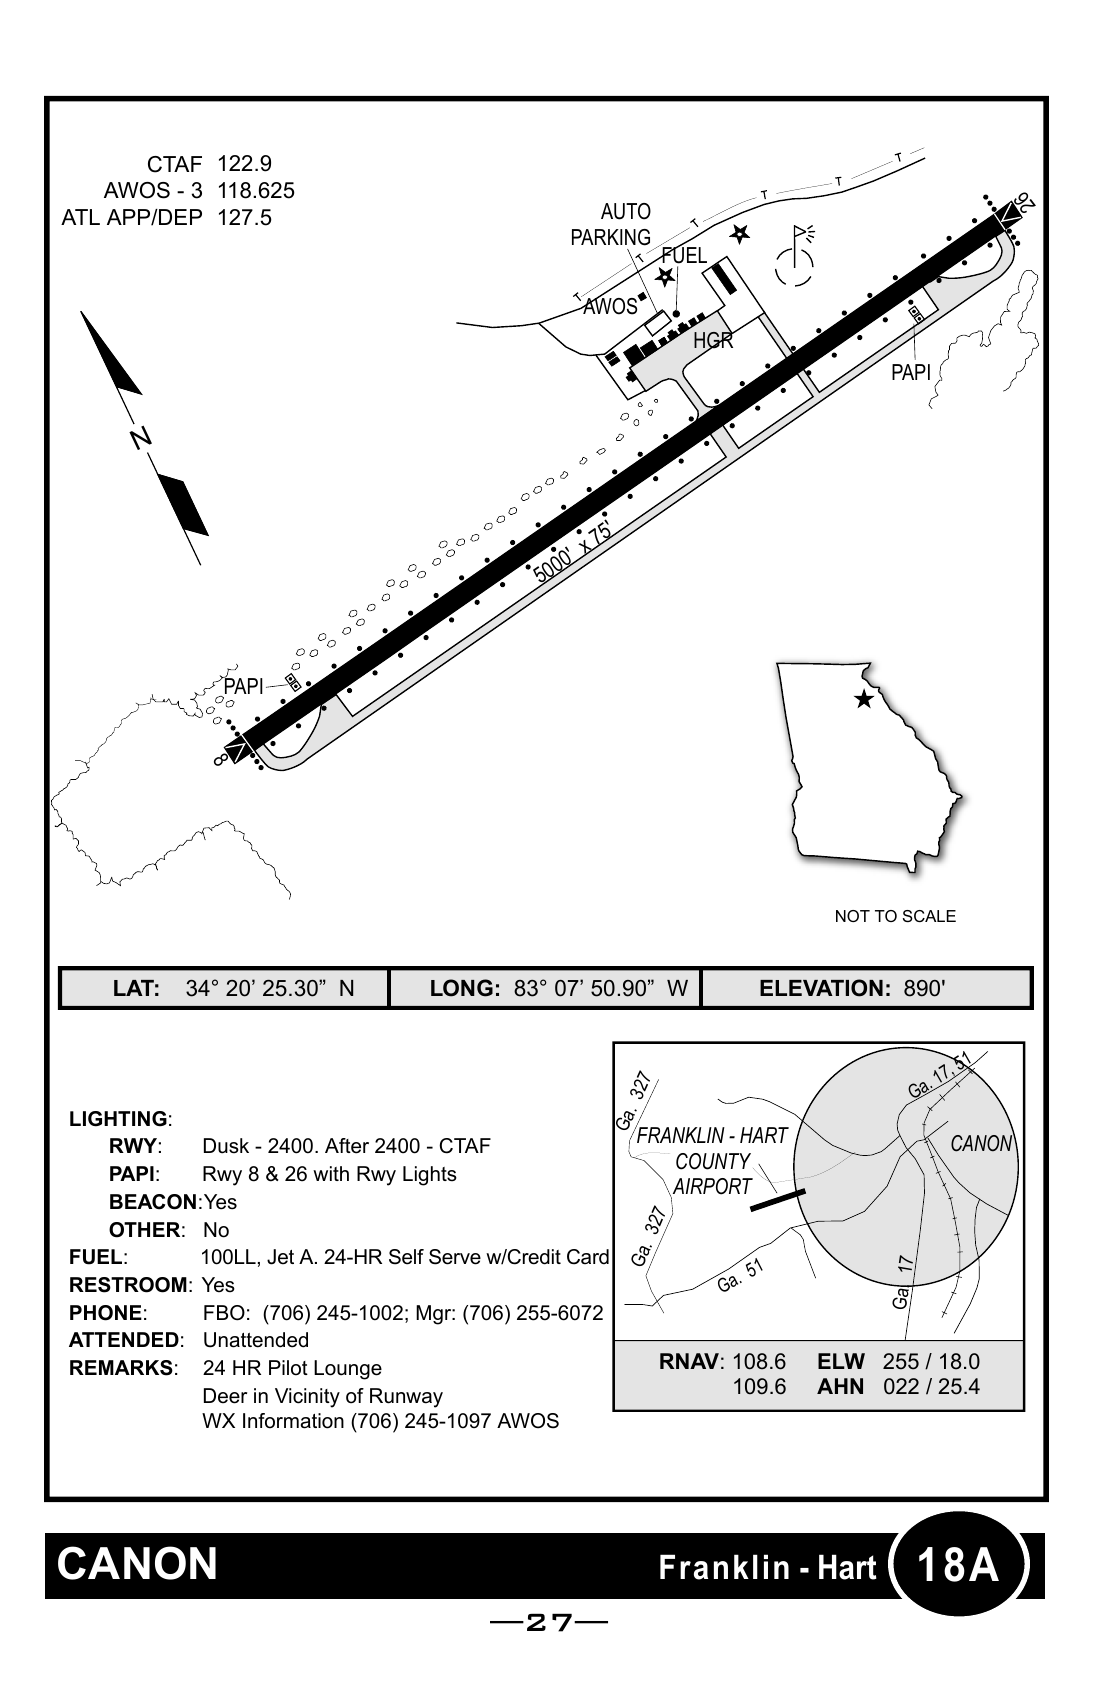 CTAF 122.9
AWOS - 3 118.625
ATL APP/DEP 127.5
AUTO
PARKING
FUEL
AWOS
HGR
T T T T T T
26
PAPI
N
5000' x 75'
PAPI
8
NOT TO SCALE
LAT: 34° 20’ 25.30” N LONG: 83° 07’ 50.90” W ELEVATION: 890'
LIGHTING:
RWY: Dusk - 2400. After 2400 - CTAF
PAPI: Rwy 8 & 26 with Rwy Lights
BEACON: Yes
OTHER: No
FUEL: 100LL, Jet A. 24-HR Self Serve w/Credit Card
RESTROOM: Yes
PHONE: FBO: (706) 245-1002; Mgr: (706) 255-6072
ATTENDED: Unattended
REMARKS: 24 HR Pilot Lounge
Deer in Vicinity of Runway
WX Information (706) 245-1097 AWOS
Ga. 327
Ga. 17, 51
FRANKLIN - HART
COUNTY
AIRPORT
CANON
Ga. 327
Ga. 51
Ga. 17
RNAV: 108.6 ELW 255 / 18.0
109.6 AHN 022 / 25.4
CANON Franklin - Hart 18A
—27—